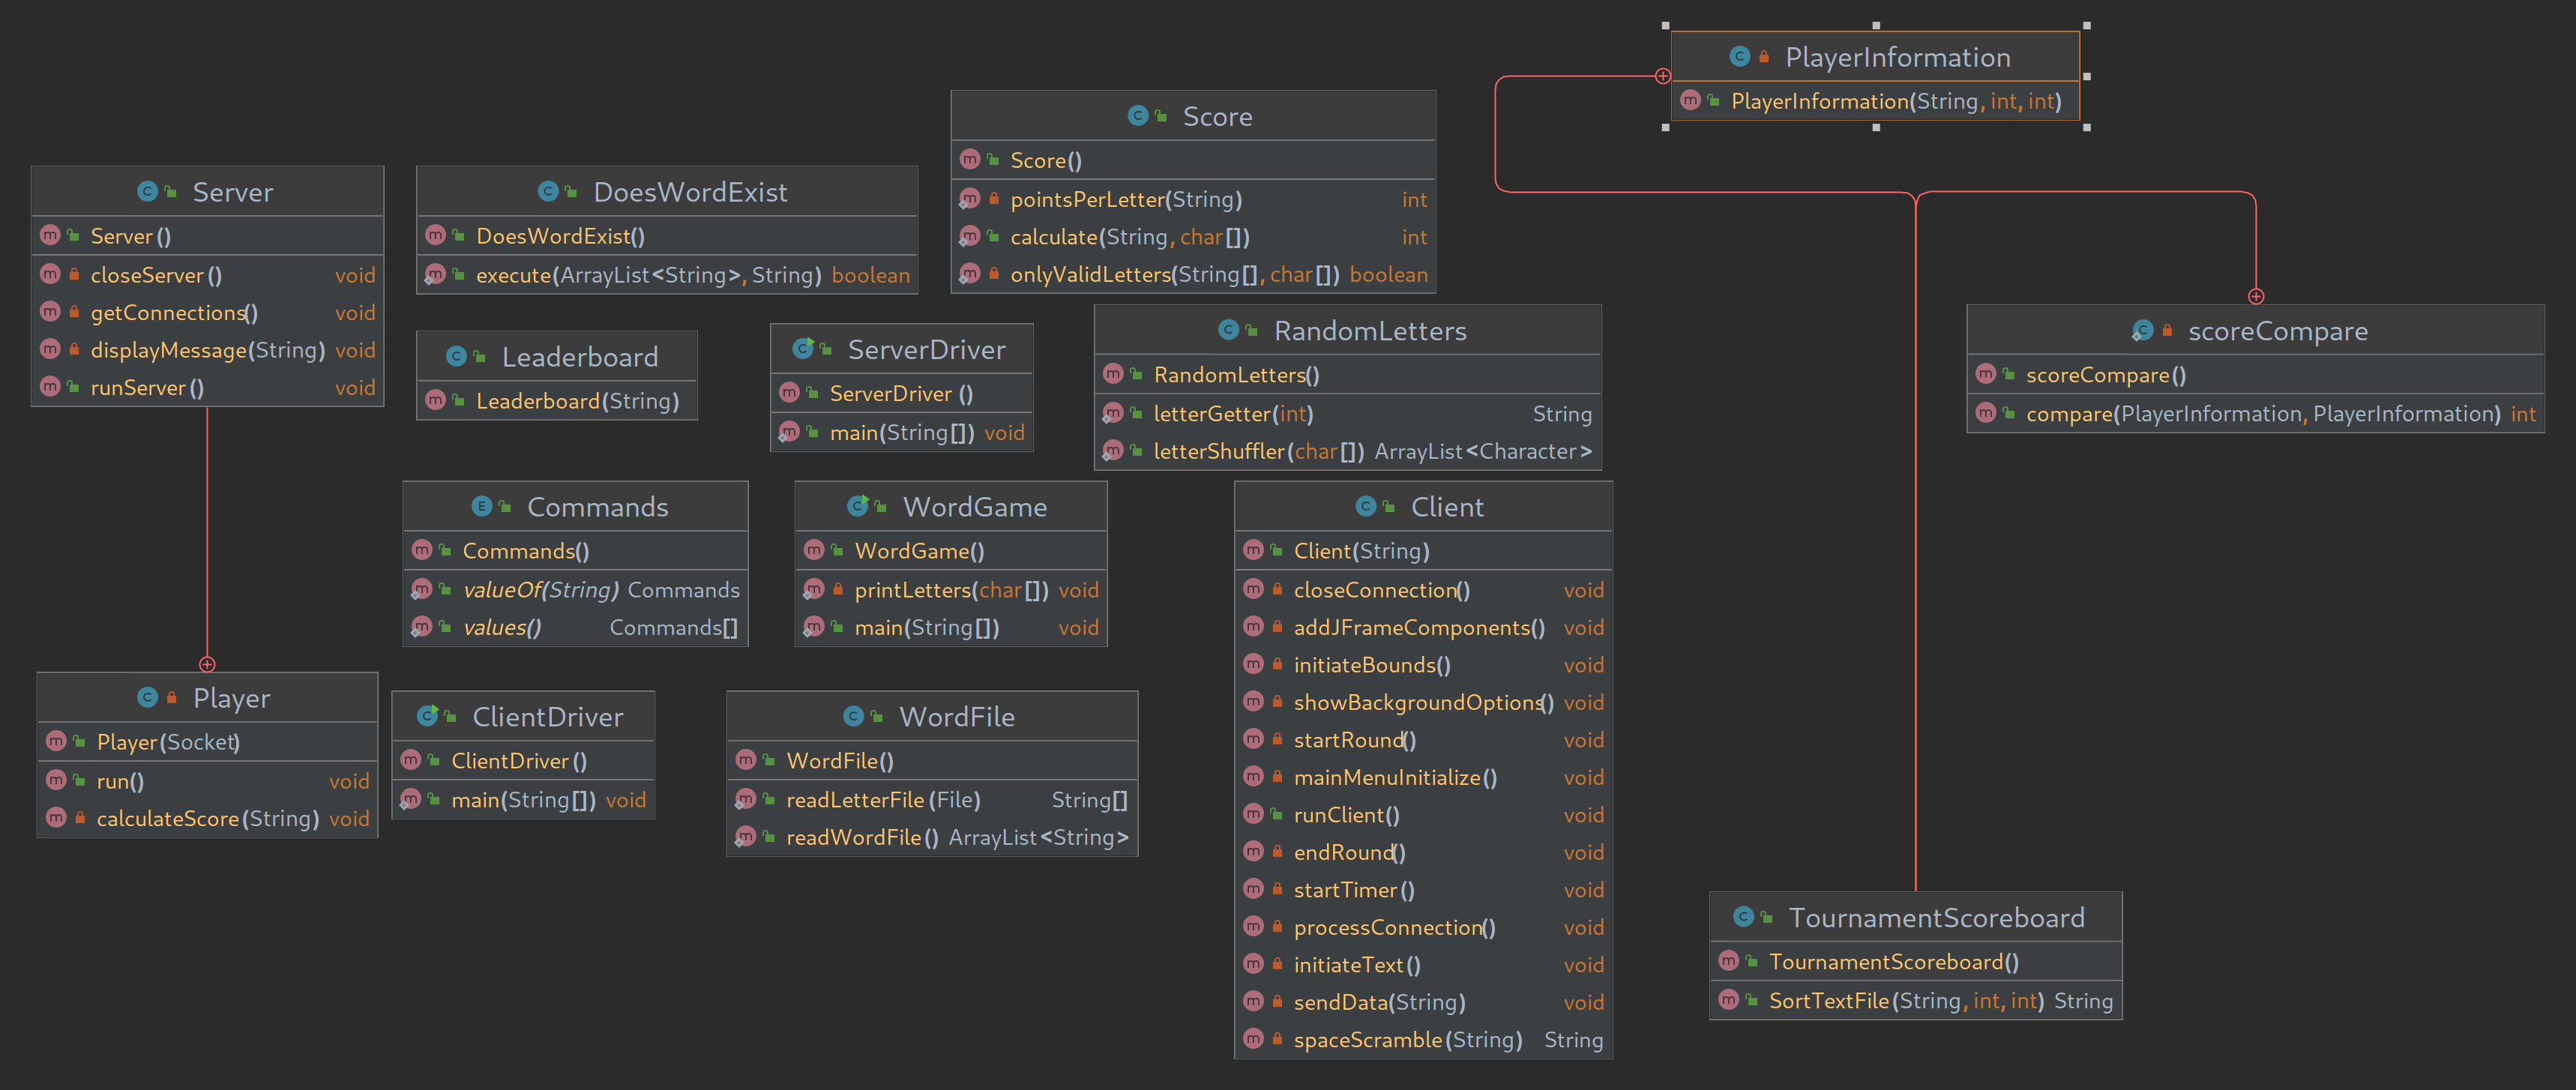 PlayerInformation
PlayerInformation(String, int, int)
Score
Score()
pointsPerLetter(String) int
calculate(String, char[]) int
onlyValidLetters(String[], char[]) boolean
Server
Server()
closeServer() void
getConnections() void
displayMessage(String) void
runServer() void
DoesWordExist
DoesWordExist()
execute(ArrayList<String>, String) boolean
Leaderboard
Leaderboard(String)
ServerDriver
ServerDriver()
main(String[]) void
RandomLetters
RandomLetters()
letterGetter(int) String
letterShuffler(char[]) ArrayList<Character>
scoreCompare
scoreCompare()
compare(PlayerInformation, PlayerInformation) int
Commands
Commands()
valueOf(String) Commands
values() Commands[]
WordGame
WordGame()
printLetters(char[]) void
main(String[]) void
Client
Client(String)
closeConnection() void
addJFrameComponents() void
initiateBounds() void
showBackgroundOptions() void
startRound() void
mainMenuInitialize() void
runClient() void
endRound() void
startTimer() void
processConnection() void
initiateText() void
sendData(String) void
spaceScramble(String) String
Player
Player(Socket)
run() void
calculateScore(String) void
ClientDriver
ClientDriver()
main(String[]) void
WordFile
WordFile()
readLetterFile(File) String[]
readWordFile() ArrayList<String>
TournamentScoreboard
TournamentScoreboard()
SortTextFile(String, int, int) String